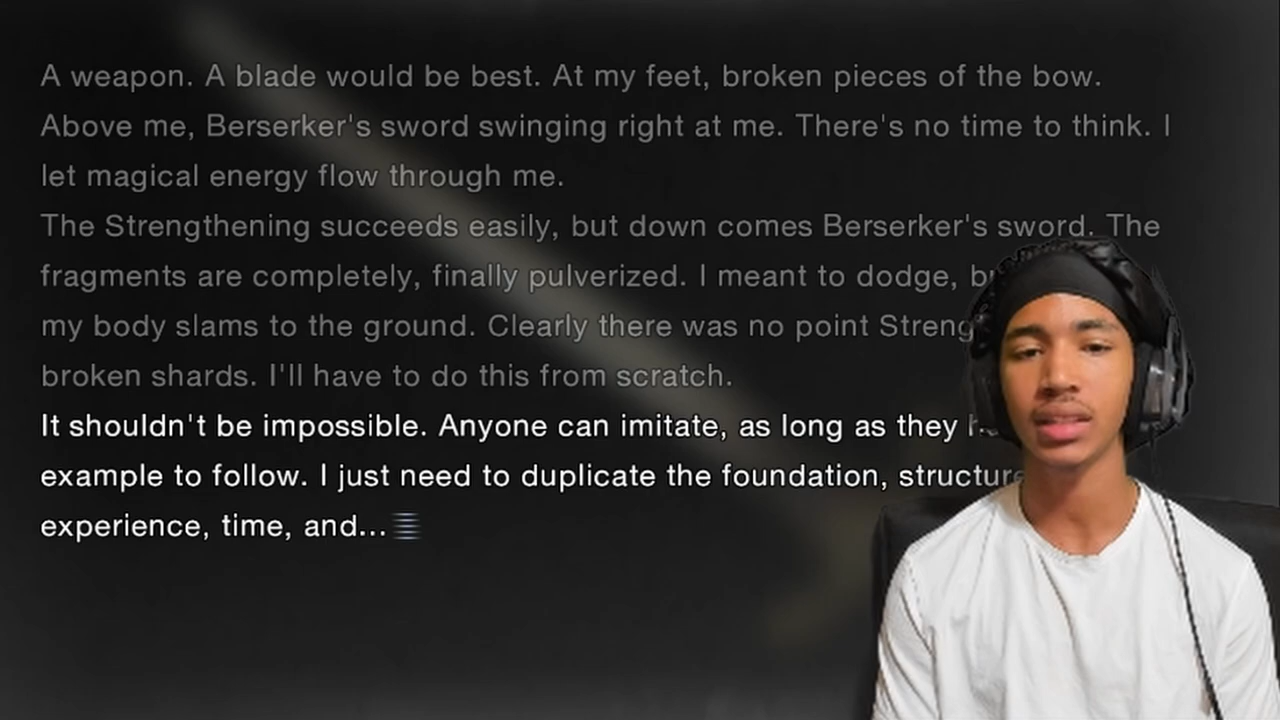 A weapon. A blade would be best. At my feet, broken pieces of the bow.
Above me, Berserker's sword swinging right at me. There's no time to think. I
let magical energy flow through me.
The Strengthening succeeds easily, but down comes Berserker's sword. The
fragments are completely, finally pulverized. I meant to dodge,
my body slams to the ground. Clearly there was no point
broken shards. I'll have to do this from scratch.
It shouldn't be impossible. Anyone can imitate, as long as they
example to follow. I just need to duplicate the foundation,
experience, time, and...